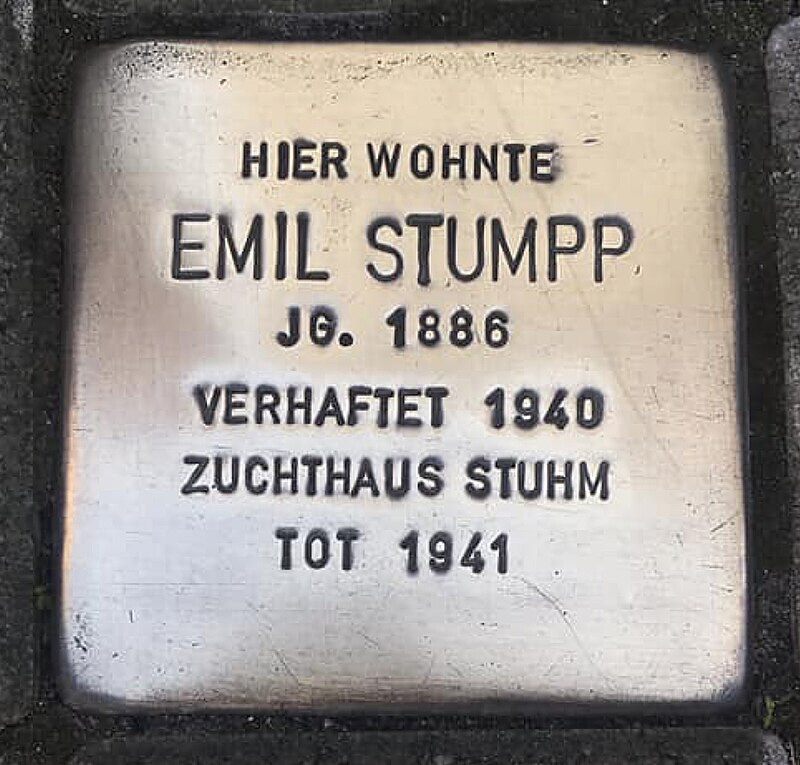 HIER WOHNTE
EMIL STUMPP
JG. 1886
VERHAFTET 1940
ZUCHTHAUS STUHM
TOT 1941